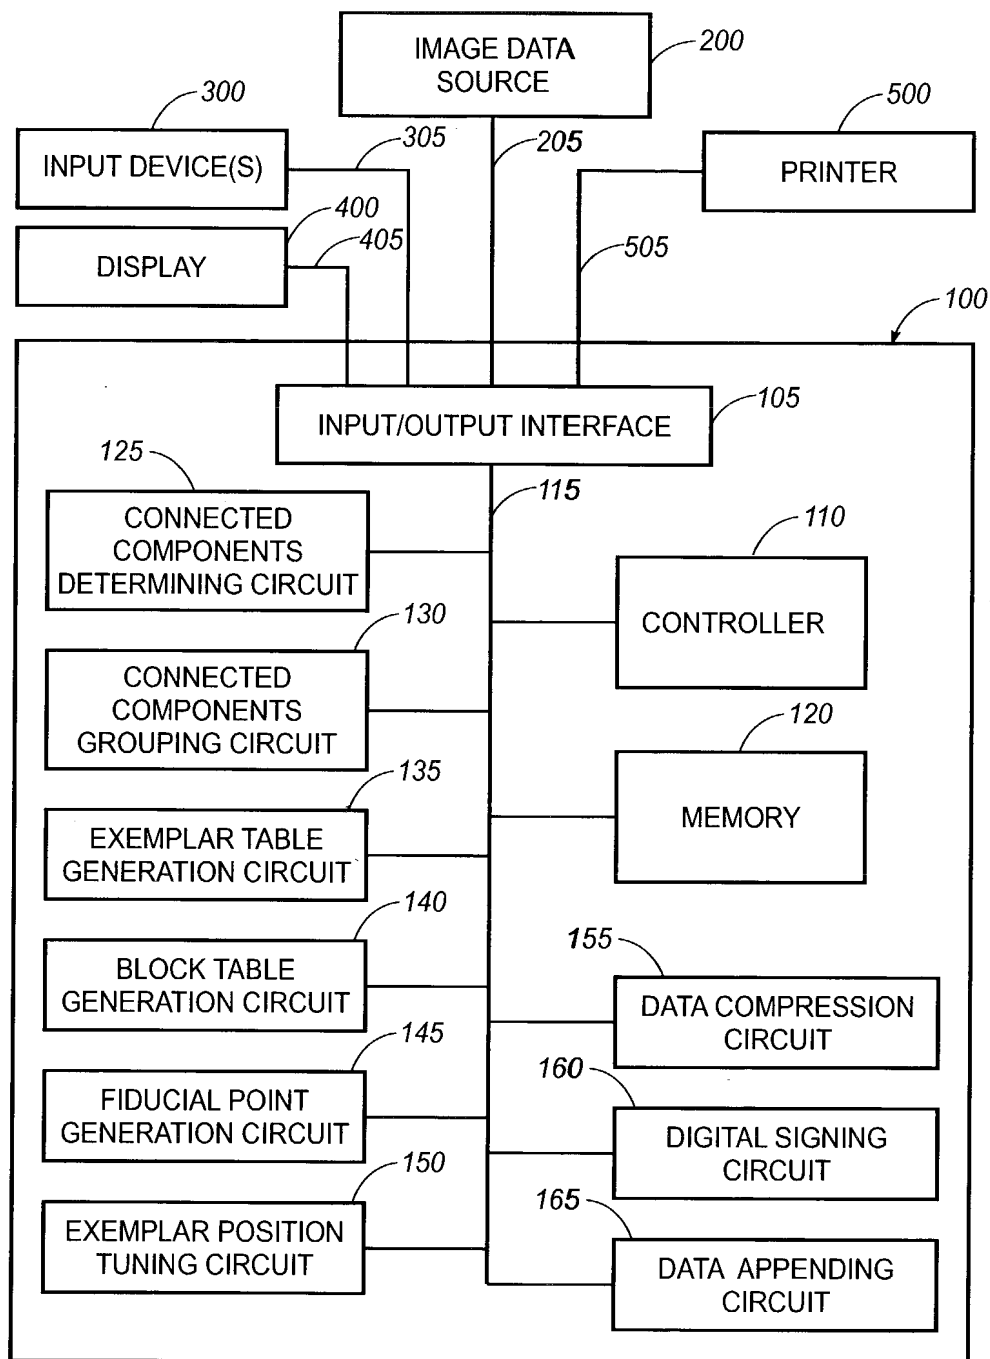 IMAGE DATA
SOURCE
200
300
INPUT DEVICE(S)
305
205
500
PRINTER
400
DISPLAY
405
505
100
INPUT/OUTPUT INTERFACE
105
115
125
CONNECTED
COMPONENTS
DETERMINING CIRCUIT
110
CONTROLLER
130
CONNECTED
COMPONENTS
GROUPING CIRCUIT
120
MEMORY
135
EXEMPLAR TABLE
GENERATION CIRCUIT
140
BLOCK TABLE
GENERATION CIRCUIT
155
DATA COMPRESSION
CIRCUIT
145
FIDUCIAL POINT
GENERATION CIRCUIT
160
DIGITAL SIGNING
CIRCUIT
150
EXEMPLAR POSITION
TUNING CIRCUIT
165
DATA APPENDING
CIRCUIT